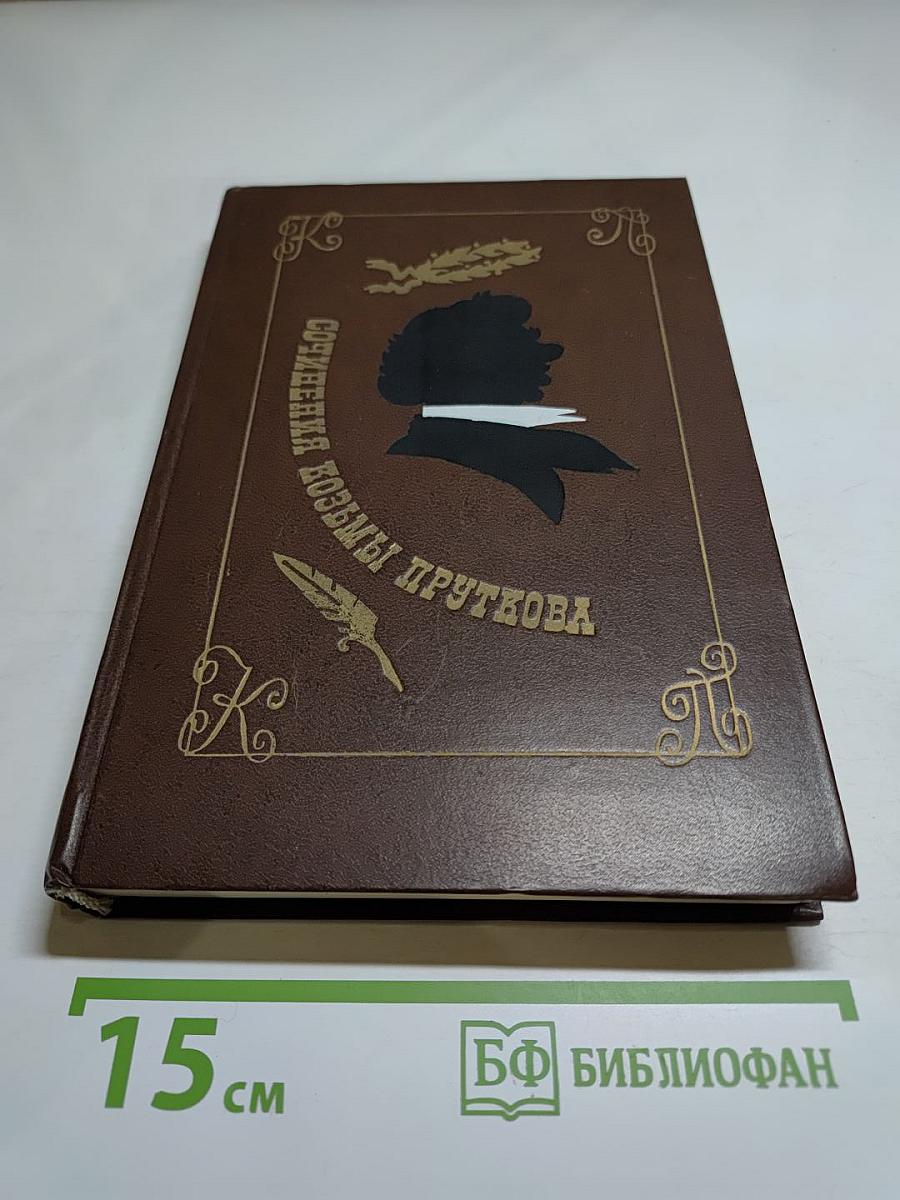 К П
СОЧИНЕНИЯ КОЗЬМЫ ПРУТКОВА
К П
15 см
БФ БИБЛИОФАН